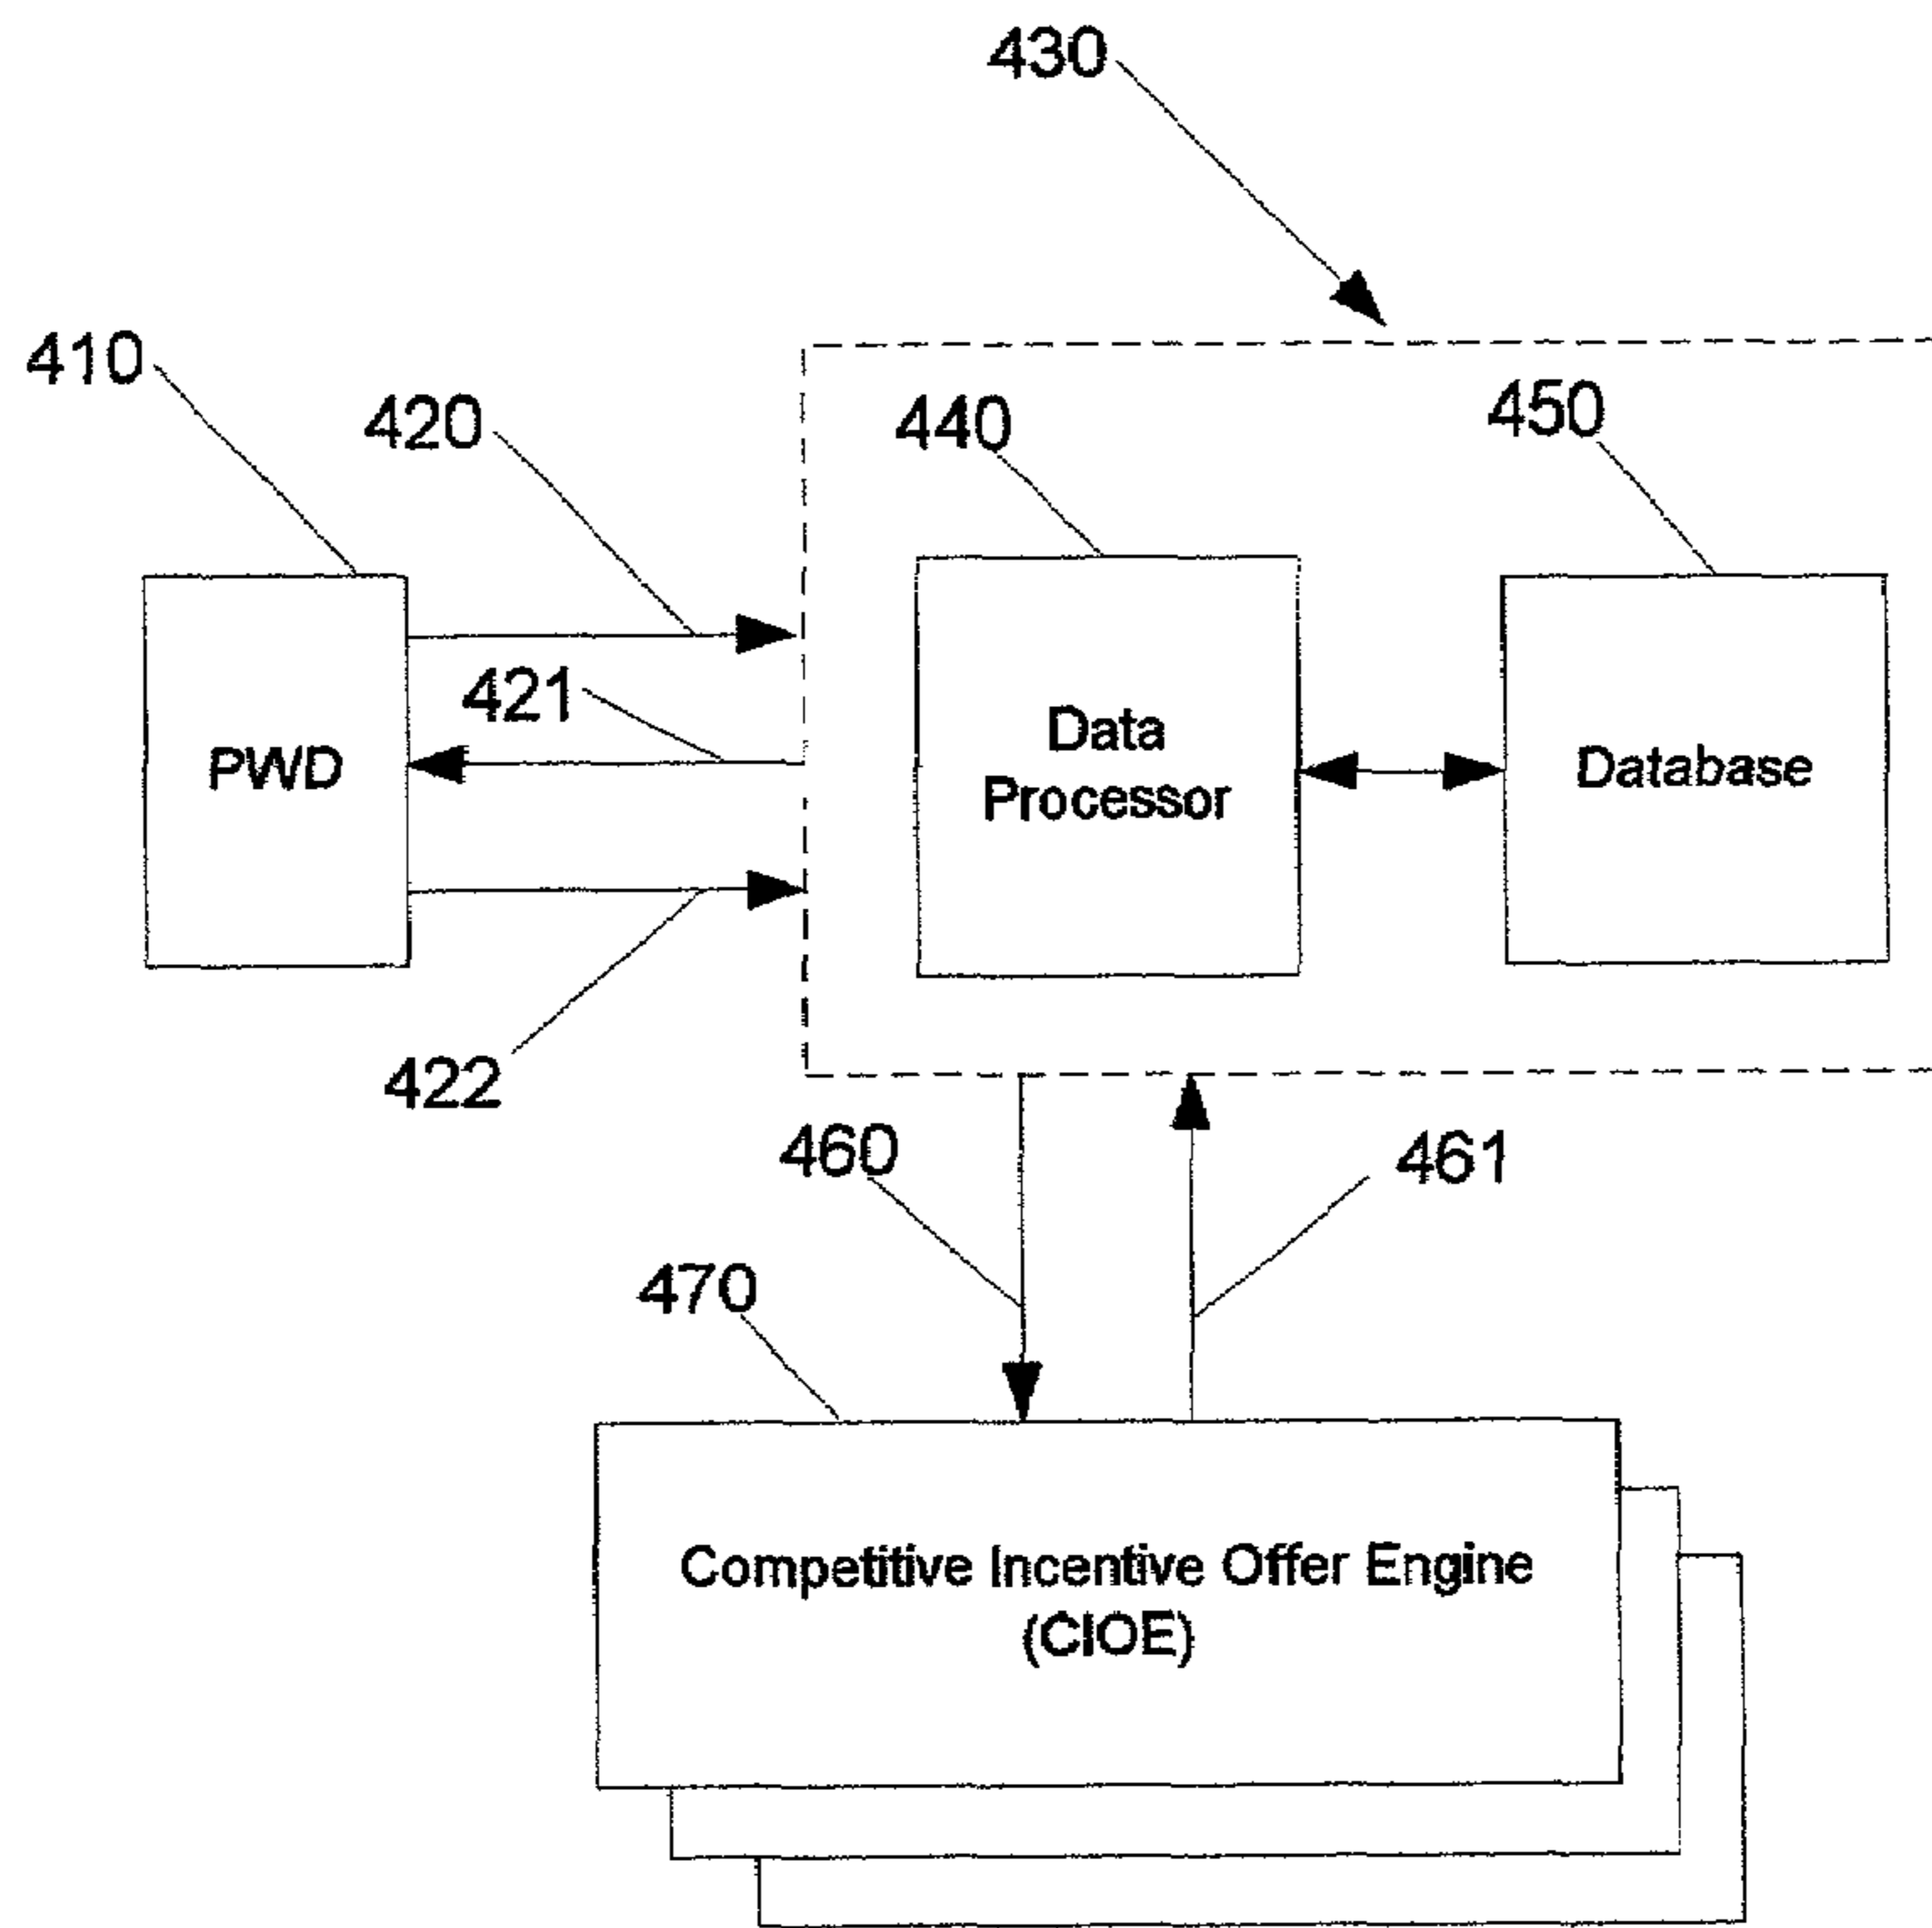 430
410
420
440
450
421
PWD
Data
Processor
Database
422
460
461
470
Competitive Incentive Offer Engine
(CIOE)